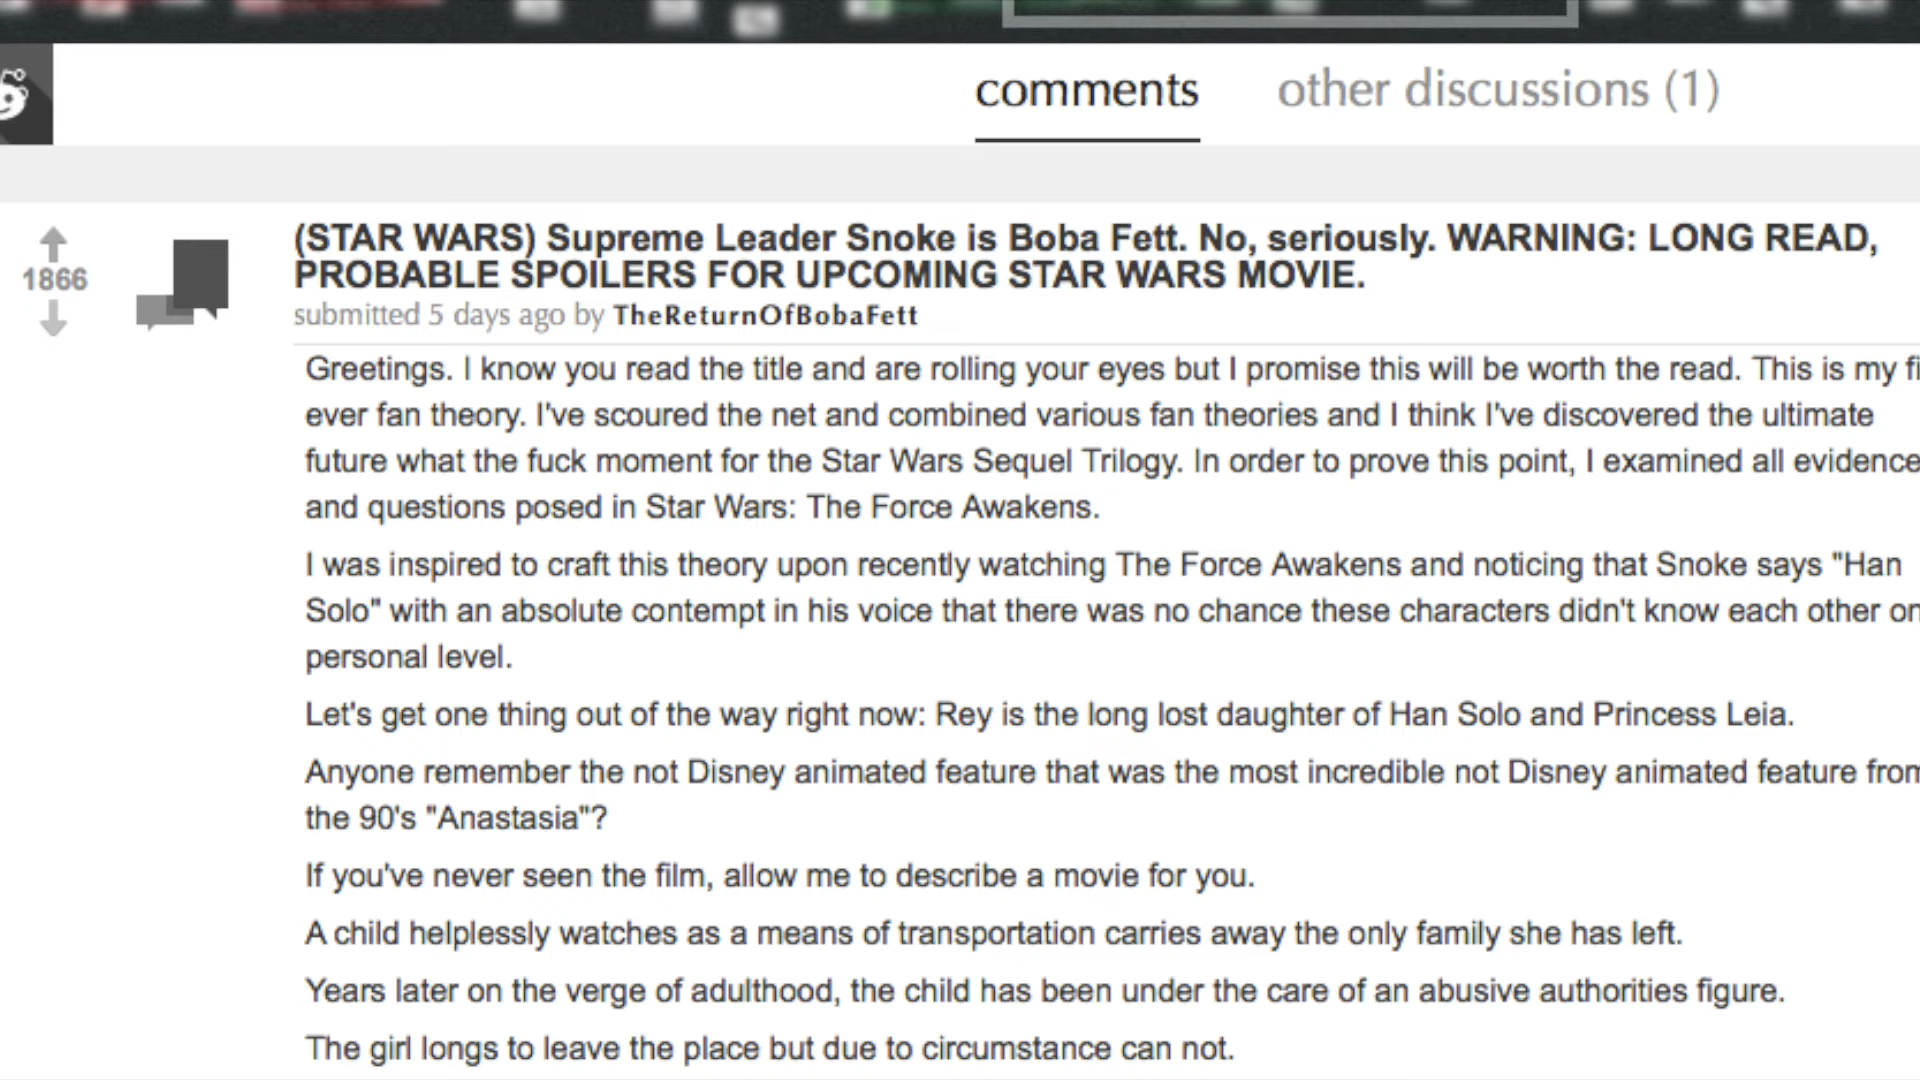 comments other discussions (1)
(STAR WARS) Supreme Leader Snoke is Boba Fett. No, seriously. WARNING: LONG READ,
PROBABLE SPOILERS FOR UPCOMING STAR WARS MOVIE.
1866
submitted 5 days ago by TheReturnOfBobaFett
Greetings. I know you read the title and are rolling your eyes but I promise this will be worth the read. This is my
ever fan theory. I've scoured the net and combined various fan theories and I think I've discovered the ultimate
future what the fuck moment for the Star Wars Sequel Trilogy. In order to prove this point, I examined all evidence
and questions posed in Star Wars: The Force Awakens.
I was inspired to craft this theory upon recently watching The Force Awakens and noticing that Snoke says "Han
Solo" with an absolute contempt in his voice that there was no chance these characters didn't know each other on
personal level.
Let's get one thing out of the way right now: Rey is the long lost daughter of Han Solo and Princess Leia.
Anyone remember the not Disney animated feature that was the most incredible not Disney animated feature from
the 90's "Anastasia"?
If you've never seen the film, allow me to describe a movie for you.
A child helplessly watches as a means of transportation carries away the only family she has left.
Years later on the verge of adulthood, the child has been under the care of an abusive authorities figure.
The girl longs to leave the place but due to circumstance can not.